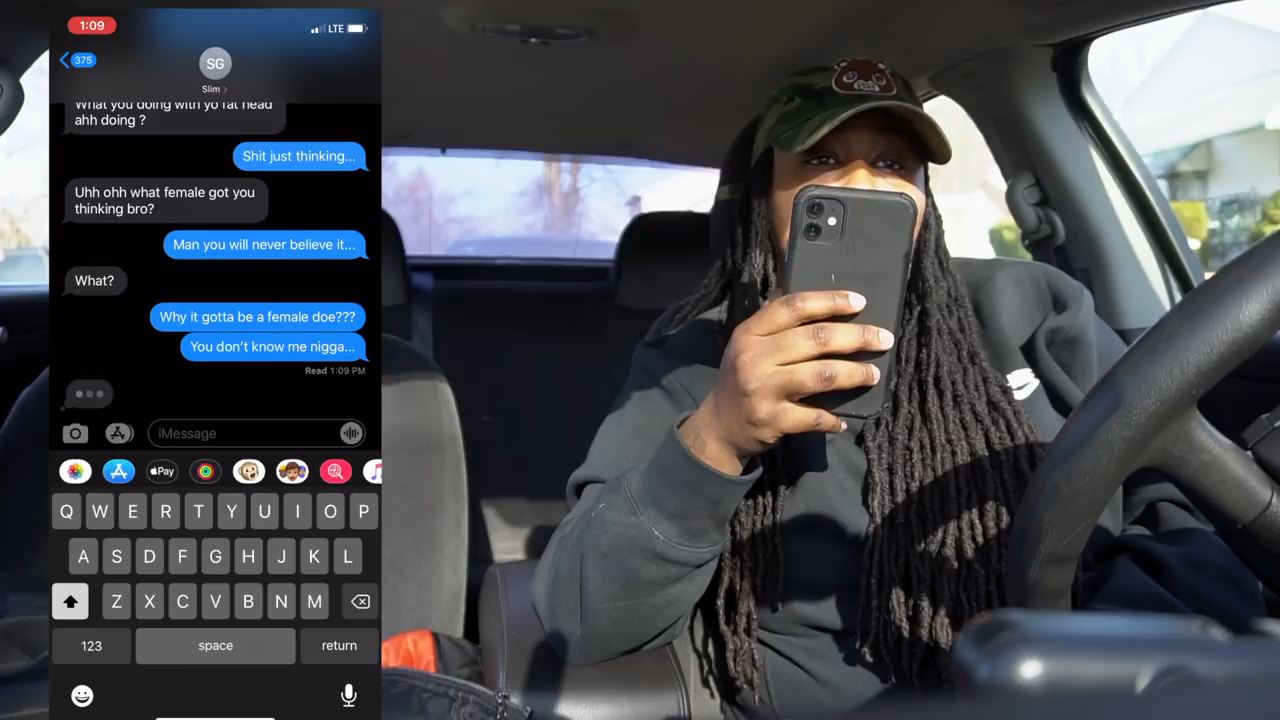 1:09
LTE
375
SG
Slim
What you doing with yo fat head
ahh doing ?
Shit just thinking...
Uhh ohh what female got you
thinking bro?
Man you will never believe it...
What?
Why it gotta be a female doe???
You don't know me nigga...
Read 1:09 PM
iMessage
Pay
Q W E R T Y U I O P
A S D F G H J K L
Z X C V B N M
123 space return